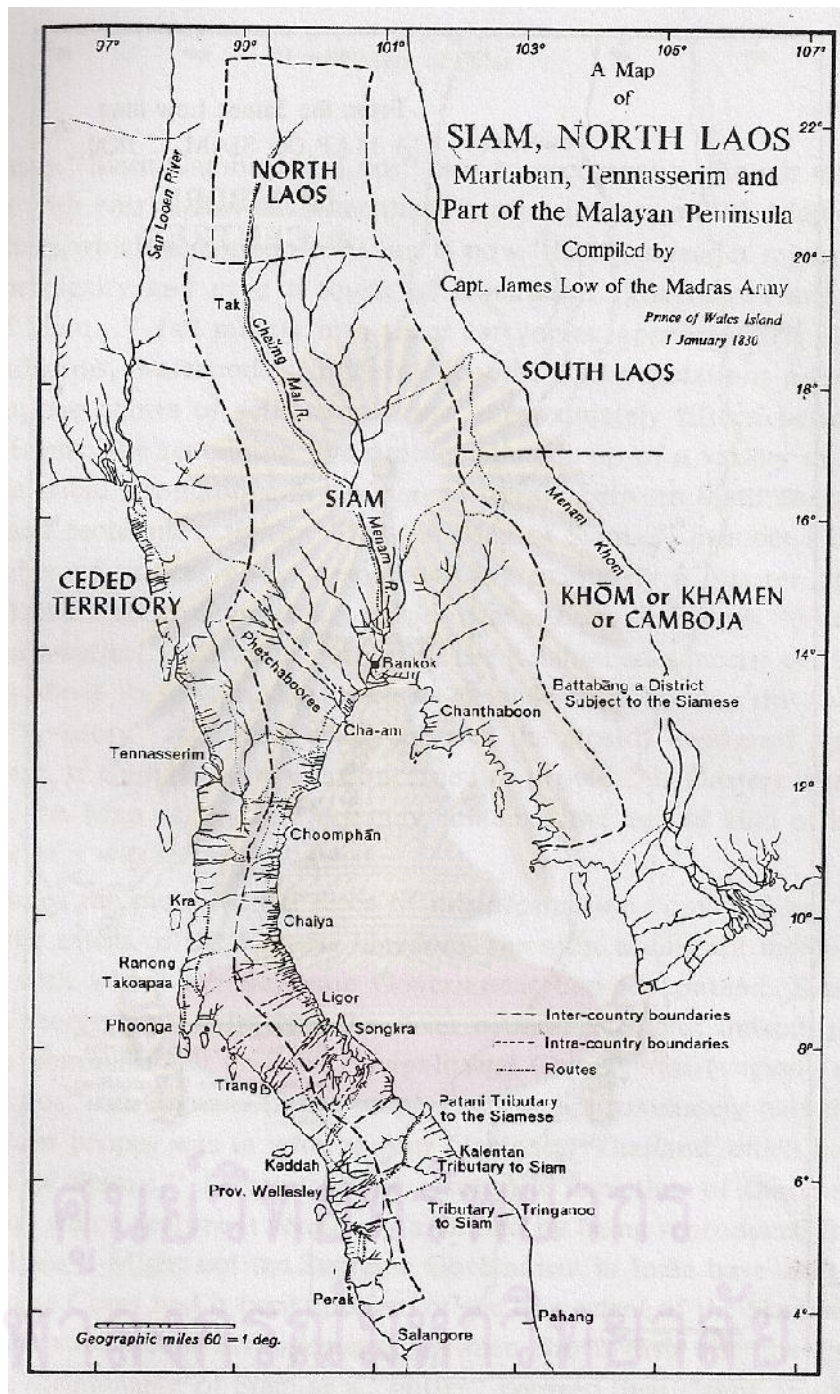 97° 99° 101° 103° 105° 107°
A Map
of
SIAM, NORTH LAOS
Martaban, Tennasserim and
Part of the Malayan Peninsula
Compiled by
Capt. James Low of the Madras Army
Prince of Wales Island
1 January 1830
22°
20°
18°
16°
14°
12°
10°
8°
6°
4°
San Looen River
NORTH
LAOS
Tak
Chaung Mai R.
SOUTH LAOS
SIAM
Menam R.
Menam Khom
CEDED
TERRITORY
KHŌM or KHAMEN
or CAMBOJA
Phetchabooree
Bankok
Battabāng a District
Subject to the Siamese
Chanthaboon
Cha-am
Tennasserim
Choomphān
Kra
Chaiya
Ranong
Takoapaa
Ligor
Phoonga
Songkra
Inter-country boundaries
Intra-country boundaries
Routes
Trang
Patani Tributary
to the Siamese
Keddah
Kalentan
Tributary to Siam
Prov. Wellesley
Tributary
to Siam
Tringanoo
Perak
Pahang
Salangore
Geographic miles 60 = 1 deg.